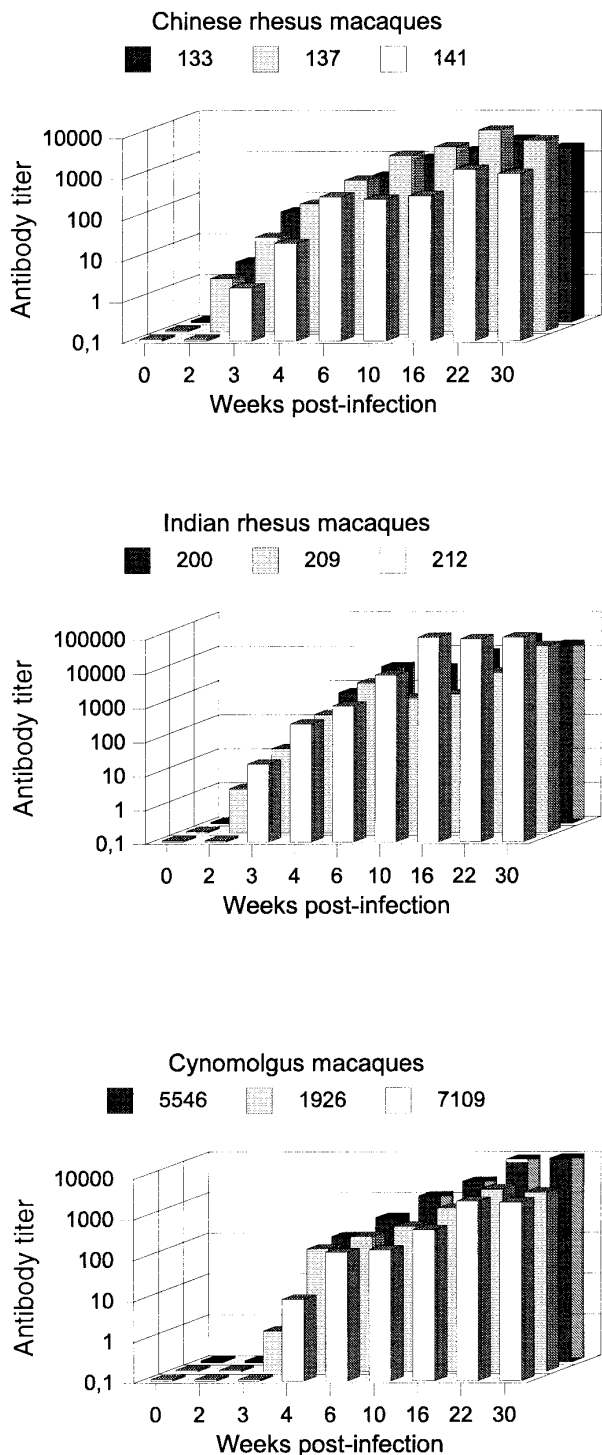 Chinese rhesus macaques
133 137 141
Antibody titer
10000
1000
100
10
1
0,1
0 2 3 4 6 10 16 22 30
Weeks post-infection
Indian rhesus macaques
200 209 212
Antibody titer
100000
10000
1000
100
10
1
0,1
0 2 3 4 6 10 16 22 30
Weeks post-infection
Cynomolgus macaques
5546 1926 7109
Antibody titer
10000
1000
100
10
1
0,1
0 2 3 4 6 10 16 22 30
Weeks post-infection